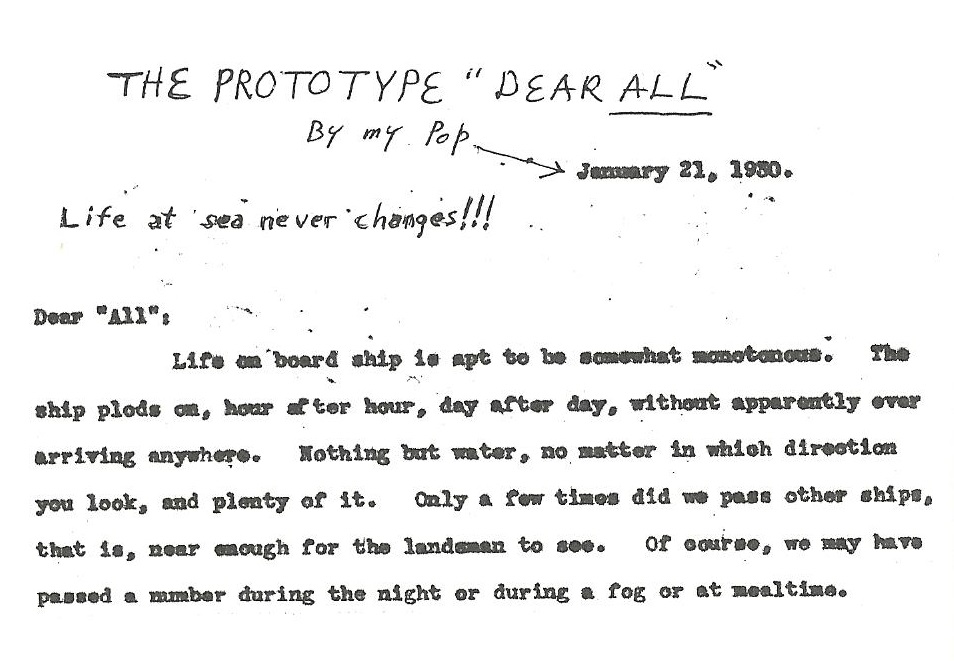 THE PROTOTYPE "DEAR ALL"
By my Pop
January 21, 1930.
Life at sea never changes!!!
Dear "All":
Life on board ship is apt to be somewhat monotonous. The
ship plods on, hour after hour, day after day, without apparently ever
arriving anywhere. Nothing but water, no matter in which direction
you look, and plenty of it. Only a few times did we pass other ships,
that is, near enough for the landsman to see. Of course, we may have
passed a number during the night or during a fog or at mealtime.